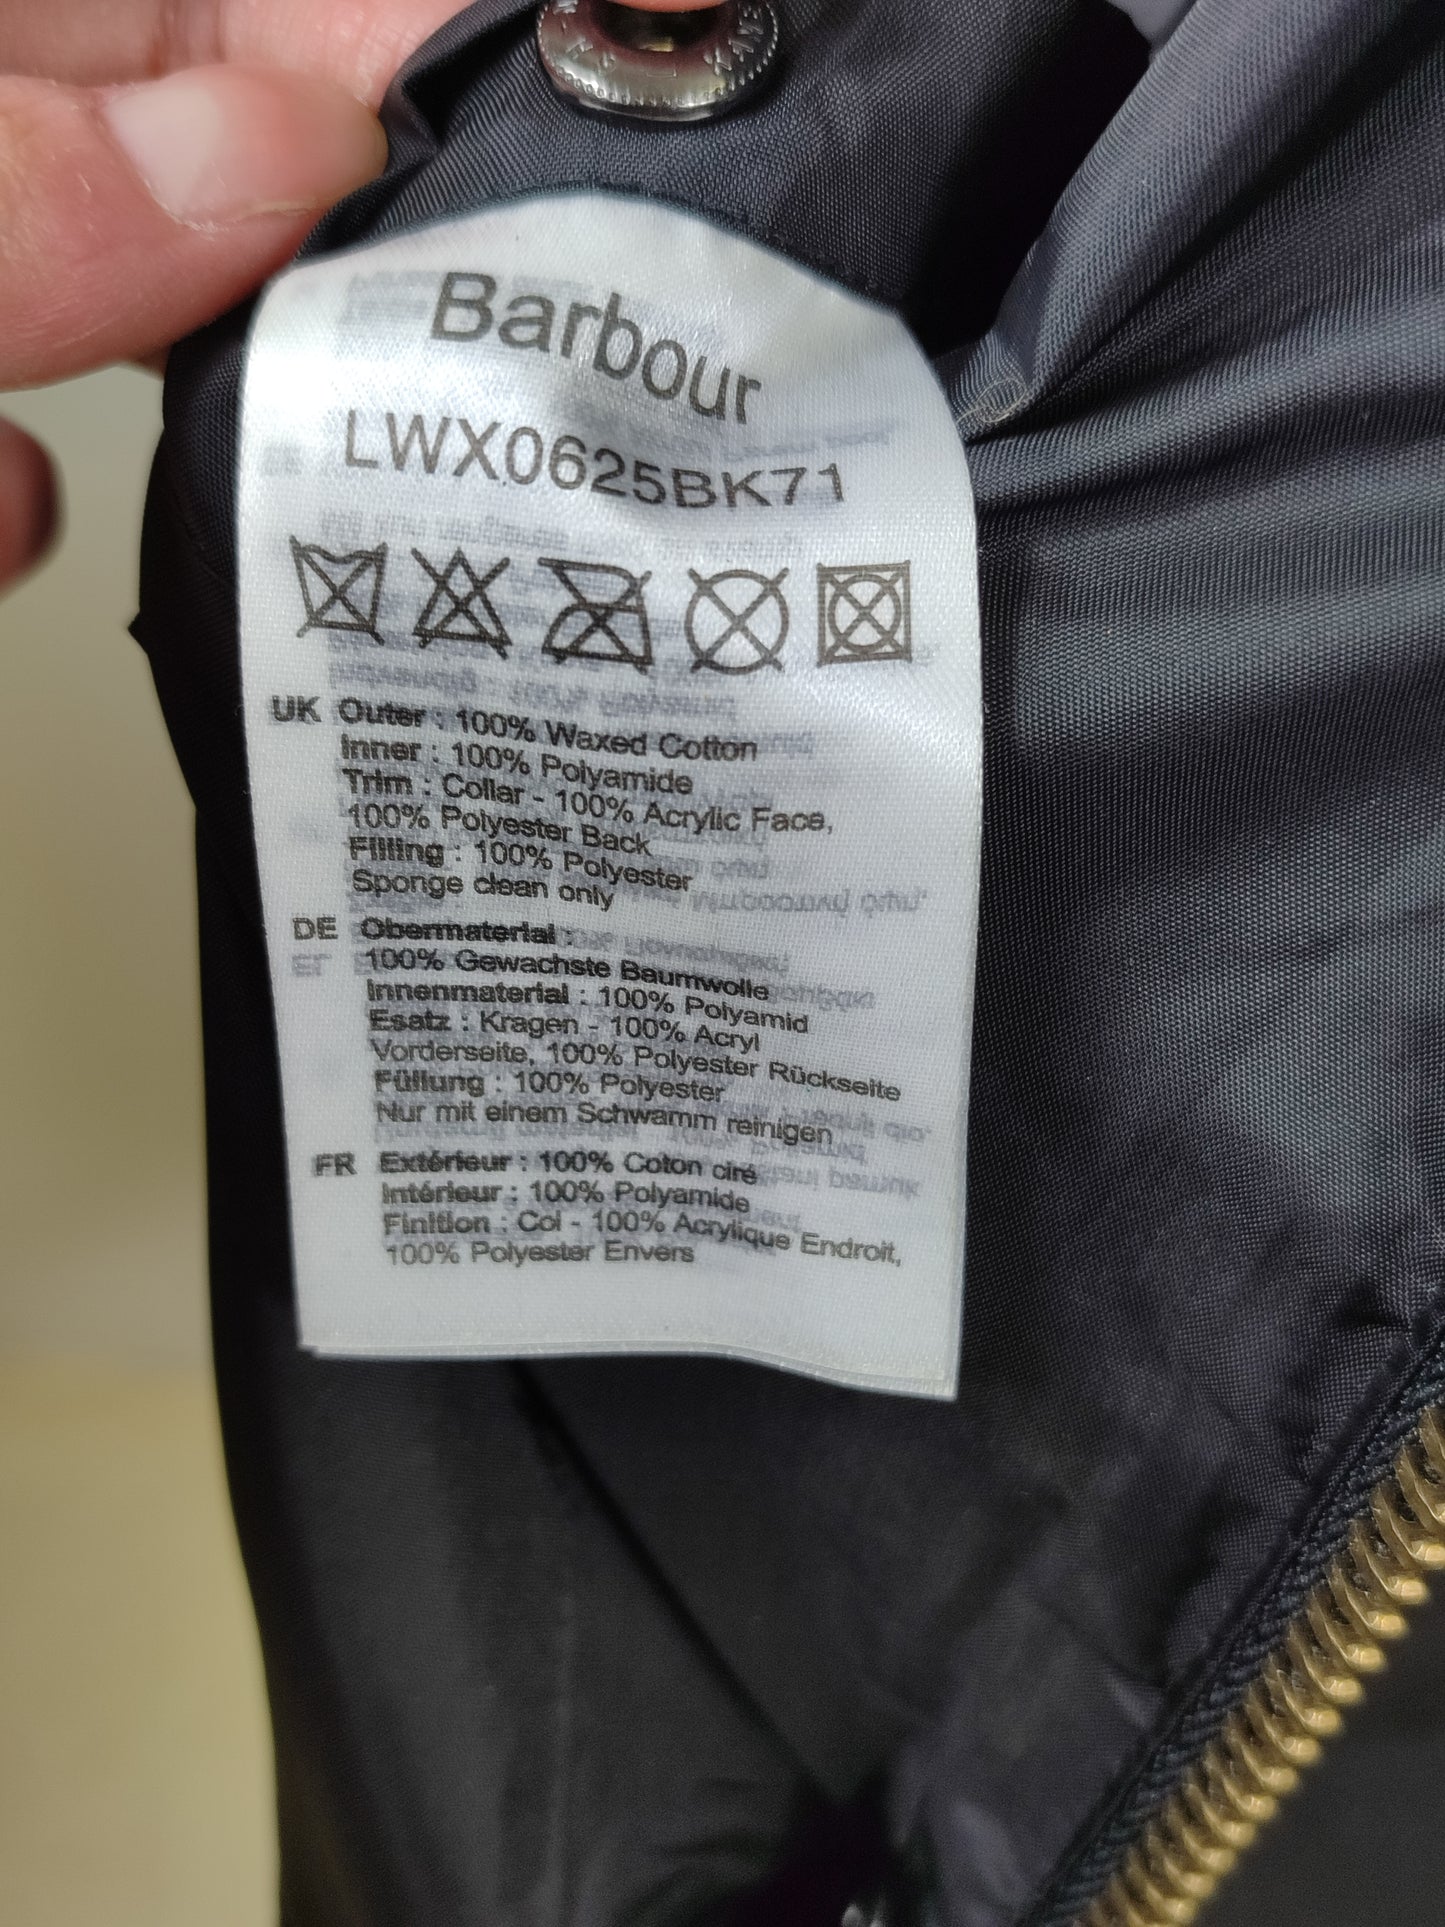 Barbour
LWX0625BK71
UK Outer : 100% Waxed Cotton
Inner : 100% Polyamide
Trim : Collar - 100% Acrylic Face,
100% Polyester Back
Filling : 100% Polyester
Sponge clean only
DE Obermaterial :
100% Gewachste Baumwolle
Innenmaterial : 100% Polyamid
Esatz : Kragen - 100% Acryl
Vorderseite, 100% Polyester Rückseite
Füllung : 100% Polyester
Nur mit einem Schwamm reinigen
FR Extérieur : 100% Coton ciré
Intérieur : 100% Polyamide
Finition : Col - 100% Acrylique Endroit,
100% Polyester Envers